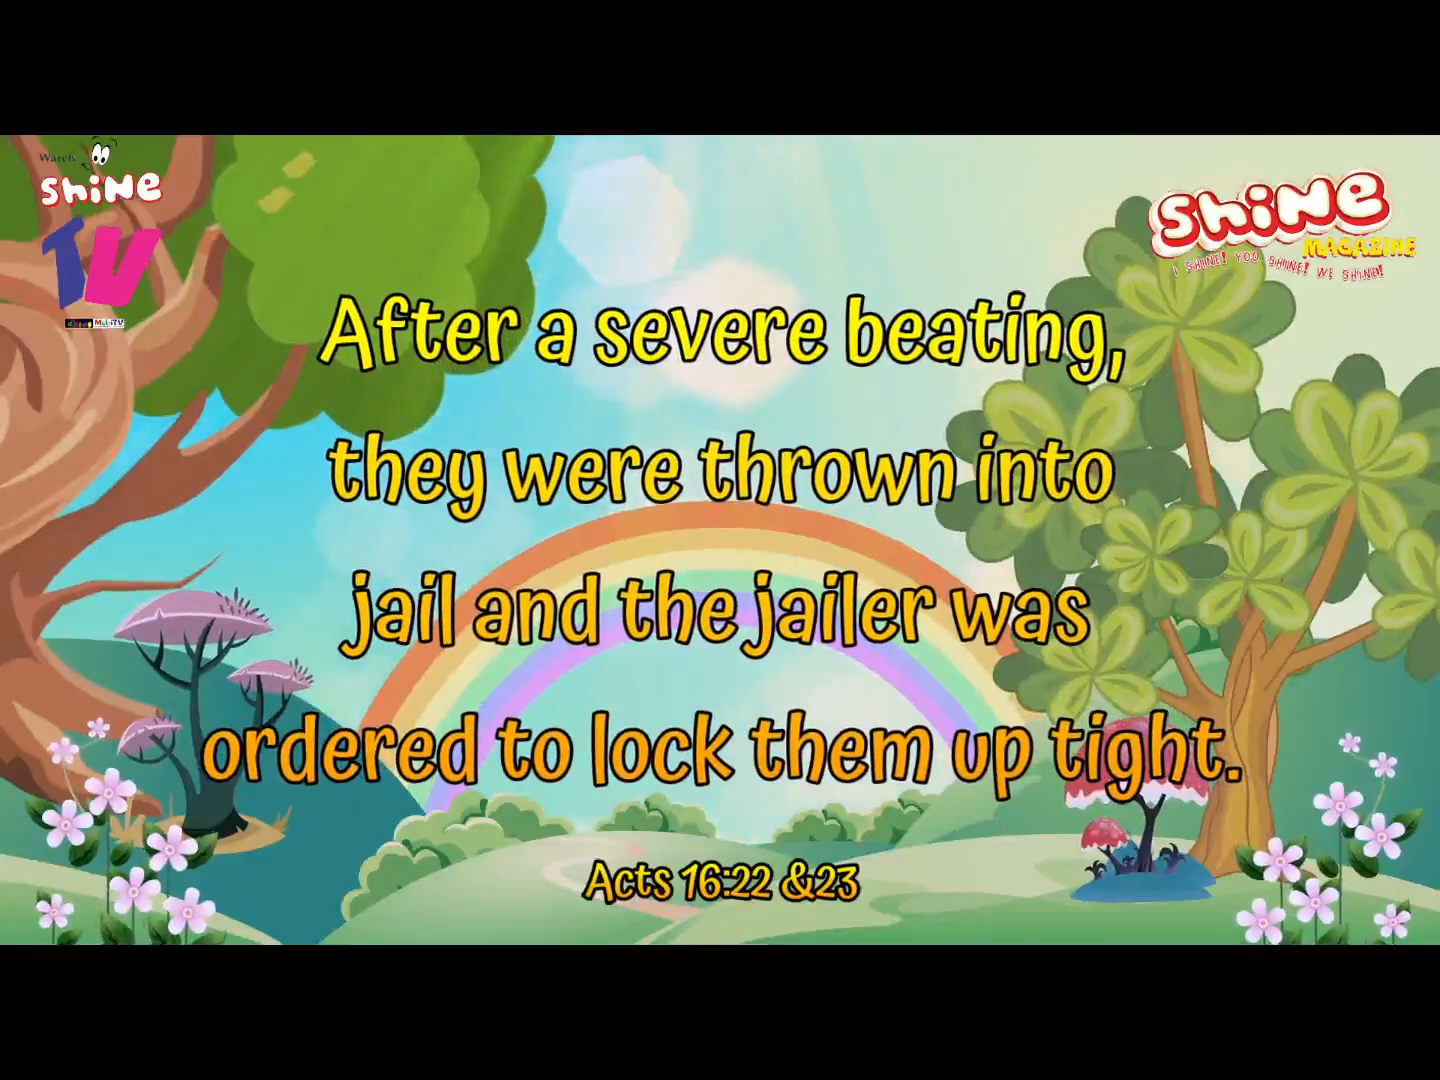 Watch
Shine
TV
Shine
MAGAZINE
I SHINE! YOU SHINE! WE SHINE!
After a severe beating,
they were thrown into
jail and the jailer was
ordered to lock them up tight.
Acts 16:22 &23